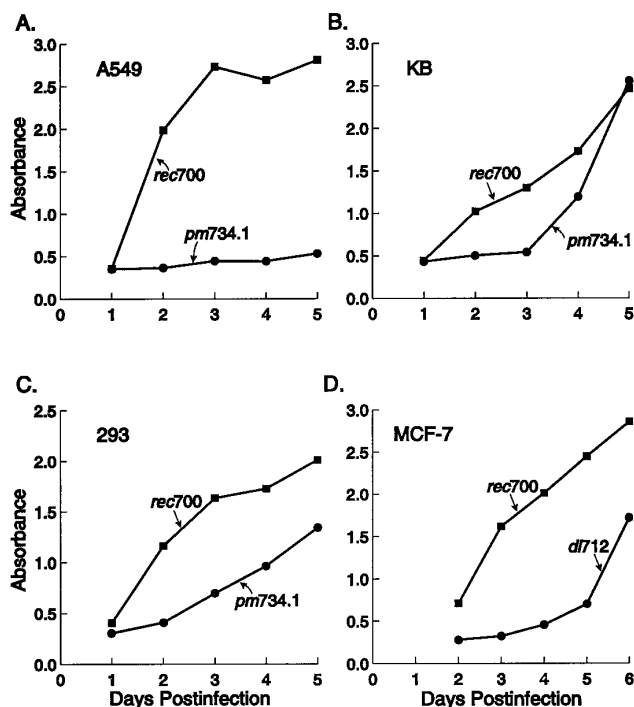 A.
A549
3.0
2.5
2.0
1.5
1.0
0.5
0.0
Absorbance
rec700
pm734.1
0 1 2 3 4 5
B.
KB
3.0
2.5
2.0
1.5
1.0
0.5
0.0
rec700
pm734.1
0 1 2 3 4 5
C.
293
2.5
2.0
1.5
1.0
0.5
0.0
Absorbance
rec700
pm734.1
0 1 2 3 4 5
Days Postinfection
D.
MCF-7
3.0
2.5
2.0
1.5
1.0
0.5
0.0
rec700
dl712
0 1 2 3 4 5 6
Days Postinfection